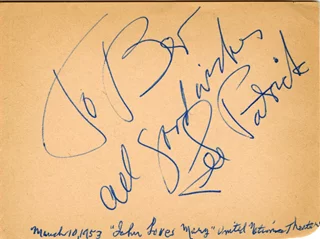 To Bev
all good wishes
Lee Patrick
March 10, 1953 "John Loves Mary" United Nations Theater